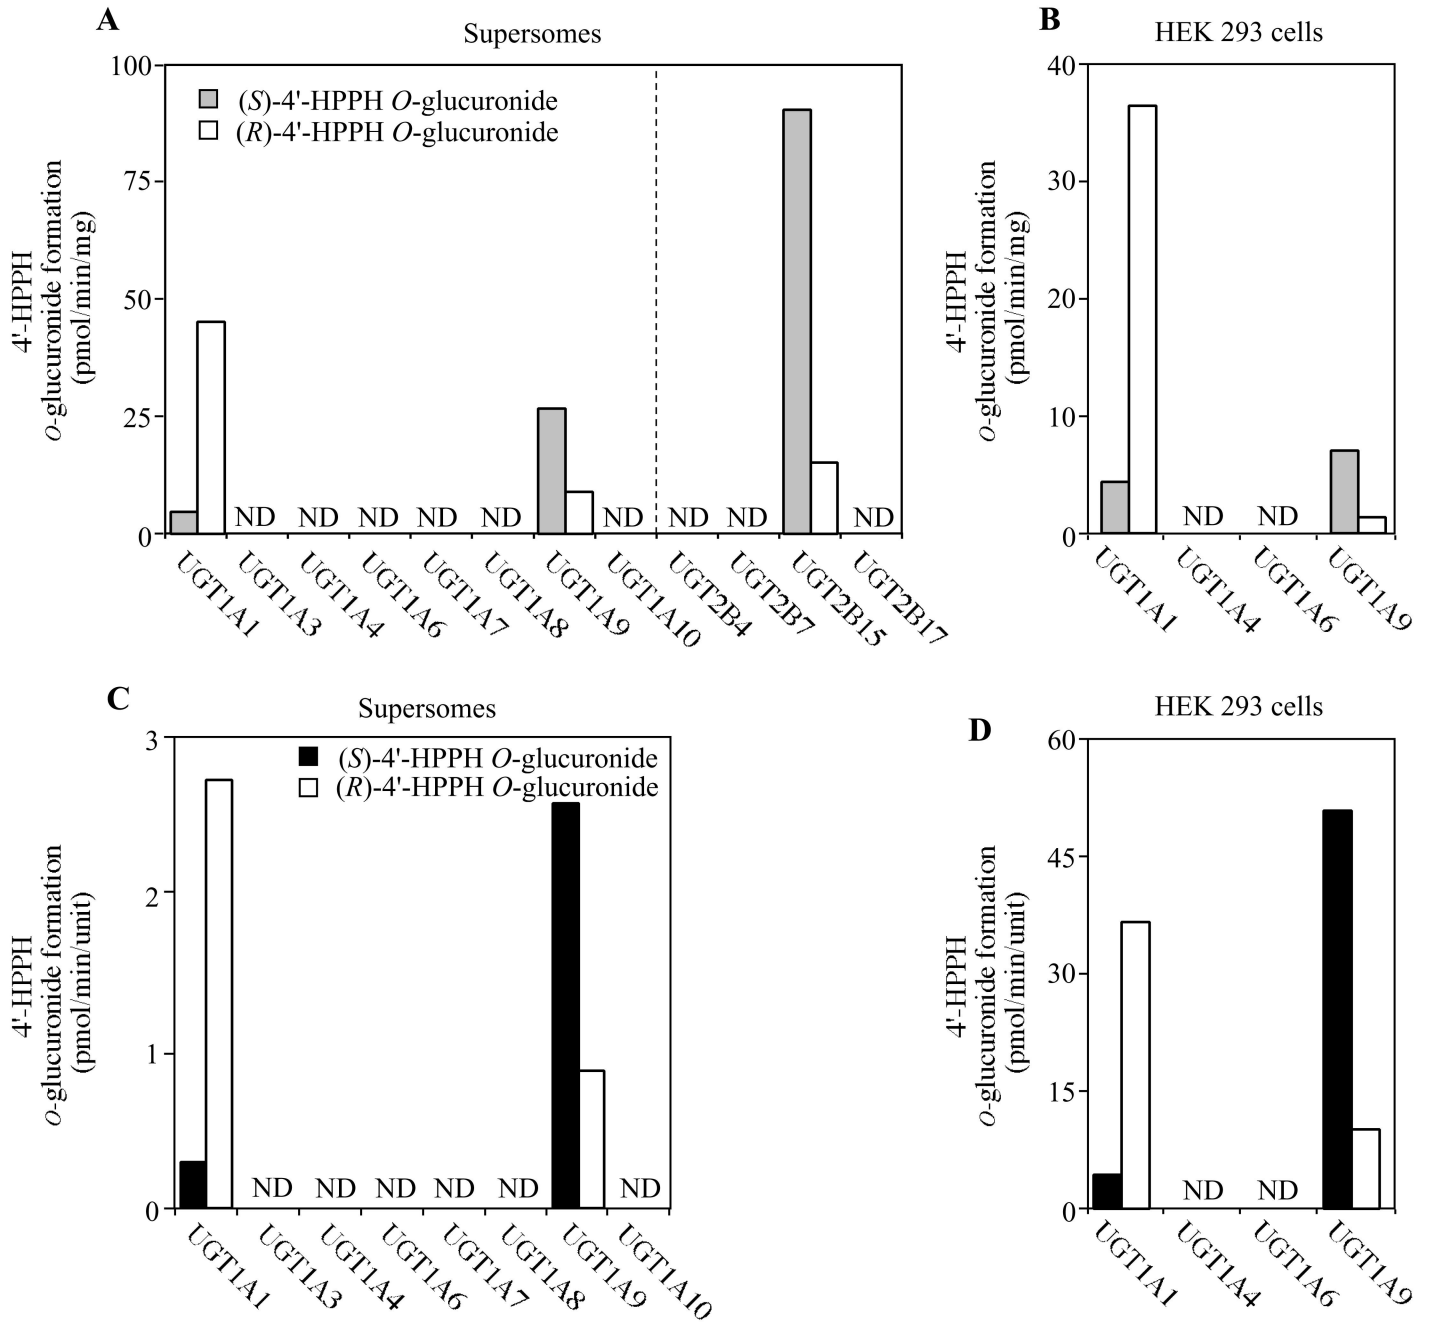 A
Supersomes
100
75
50
25
0
(S)-4'-HPPH O-glucuronide
(R)-4'-HPPH O-glucuronide
4'-HPPH
O-glucuronide formation
(pmol/min/mg)
ND ND ND ND ND ND ND ND ND
UGT1A1 UGT1A3 UGT1A4 UGT1A6 UGT1A7 UGT1A8 UGT1A9 UGT1A10 UGT2B4 UGT2B7 UGT2B15 UGT2B17
B
HEK 293 cells
40
30
20
10
0
4'-HPPH
O-glucuronide formation
(pmol/min/mg)
ND ND
UGT1A1 UGT1A4 UGT1A6 UGT1A9
C
Supersomes
3
2
1
0
(S)-4'-HPPH O-glucuronide
(R)-4'-HPPH O-glucuronide
4'-HPPH
O-glucuronide formation
(pmol/min/unit)
ND ND ND ND ND ND
UGT1A1 UGT1A3 UGT1A4 UGT1A6 UGT1A7 UGT1A8 UGT1A9 UGT1A10
D
HEK 293 cells
60
45
30
15
0
4'-HPPH
O-glucuronide formation
(pmol/min/unit)
ND ND
UGT1A1 UGT1A4 UGT1A6 UGT1A9